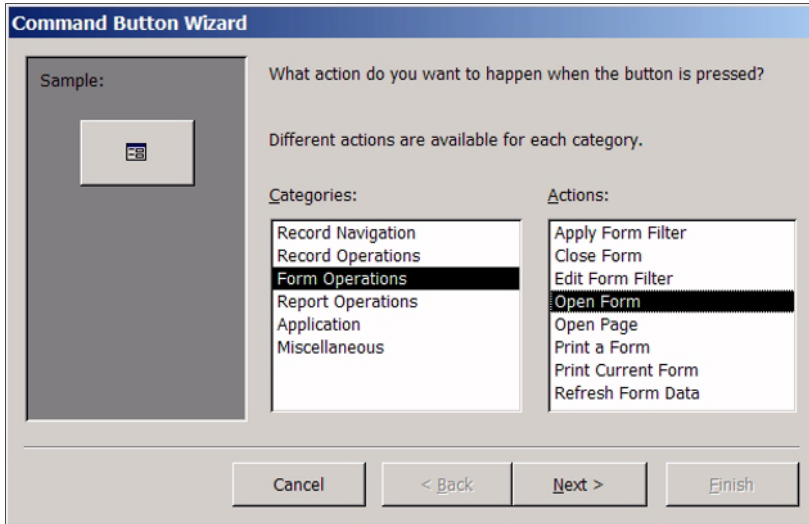 Command Button Wizard
Sample:
What action do you want to happen when the button is pressed?
Different actions are available for each category.
Categories:
Record Navigation
Record Operations
Form Operations
Report Operations
Application
Miscellaneous
Actions:
Apply Form Filter
Close Form
Edit Form Filter
Open Form
Open Page
Print a Form
Print Current Form
Refresh Form Data
Cancel
< Back
Next >
Finish